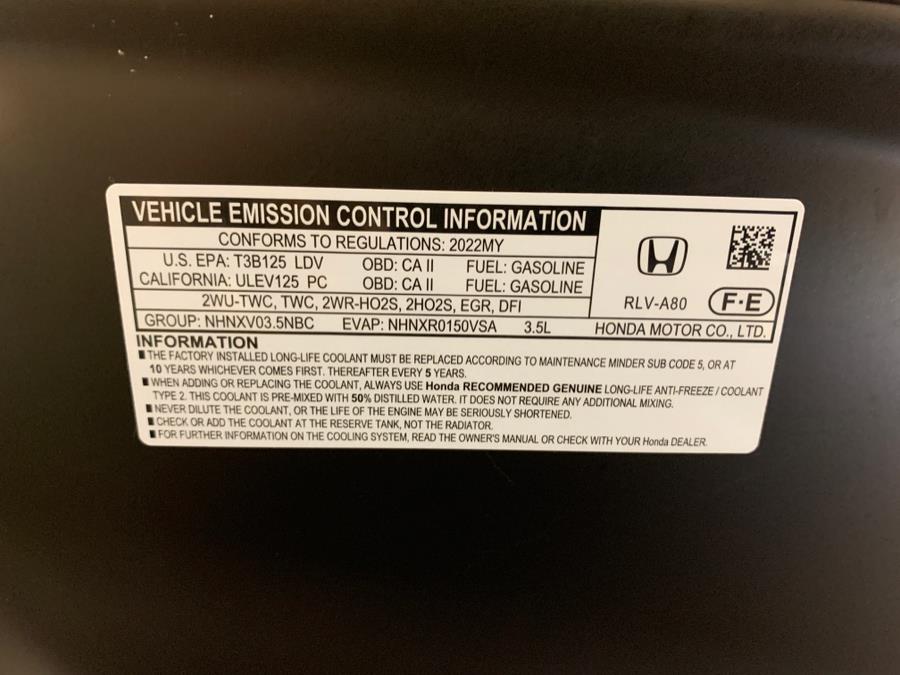 VEHICLE EMISSION CONTROL INFORMATION
CONFORMS TO REGULATIONS: 2022MY
U.S. EPA: T3B125 LDV OBD: CA II FUEL: GASOLINE
CALIFORNIA: ULEV125 PC OBD: CA II FUEL: GASOLINE
2WU-TWC, TWC, 2WR-HO2S, 2HO2S, EGR, DFI
RLV-A80 F·E
GROUP: NHNXV03.5NBC EVAP: NHNXR0150VSA 3.5L HONDA MOTOR CO., LTD.
INFORMATION
■ THE FACTORY INSTALLED LONG-LIFE COOLANT MUST BE REPLACED ACCORDING TO MAINTENANCE MINDER SUB CODE 5, OR AT
10 YEARS WHICHEVER COMES FIRST. THEREAFTER EVERY 5 YEARS.
■ WHEN ADDING OR REPLACING THE COOLANT, ALWAYS USE Honda RECOMMENDED GENUINE LONG-LIFE ANTI-FREEZE / COOLANT
TYPE 2. THIS COOLANT IS PRE-MIXED WITH 50% DISTILLED WATER. IT DOES NOT REQUIRE ANY ADDITIONAL MIXING.
■ NEVER DILUTE THE COOLANT, OR THE LIFE OF THE ENGINE MAY BE SERIOUSLY SHORTENED.
■ CHECK OR ADD THE COOLANT AT THE RESERVE TANK, NOT THE RADIATOR.
■ FOR FURTHER INFORMATION ON THE COOLING SYSTEM, READ THE OWNER'S MANUAL OR CHECK WITH YOUR Honda DEALER.